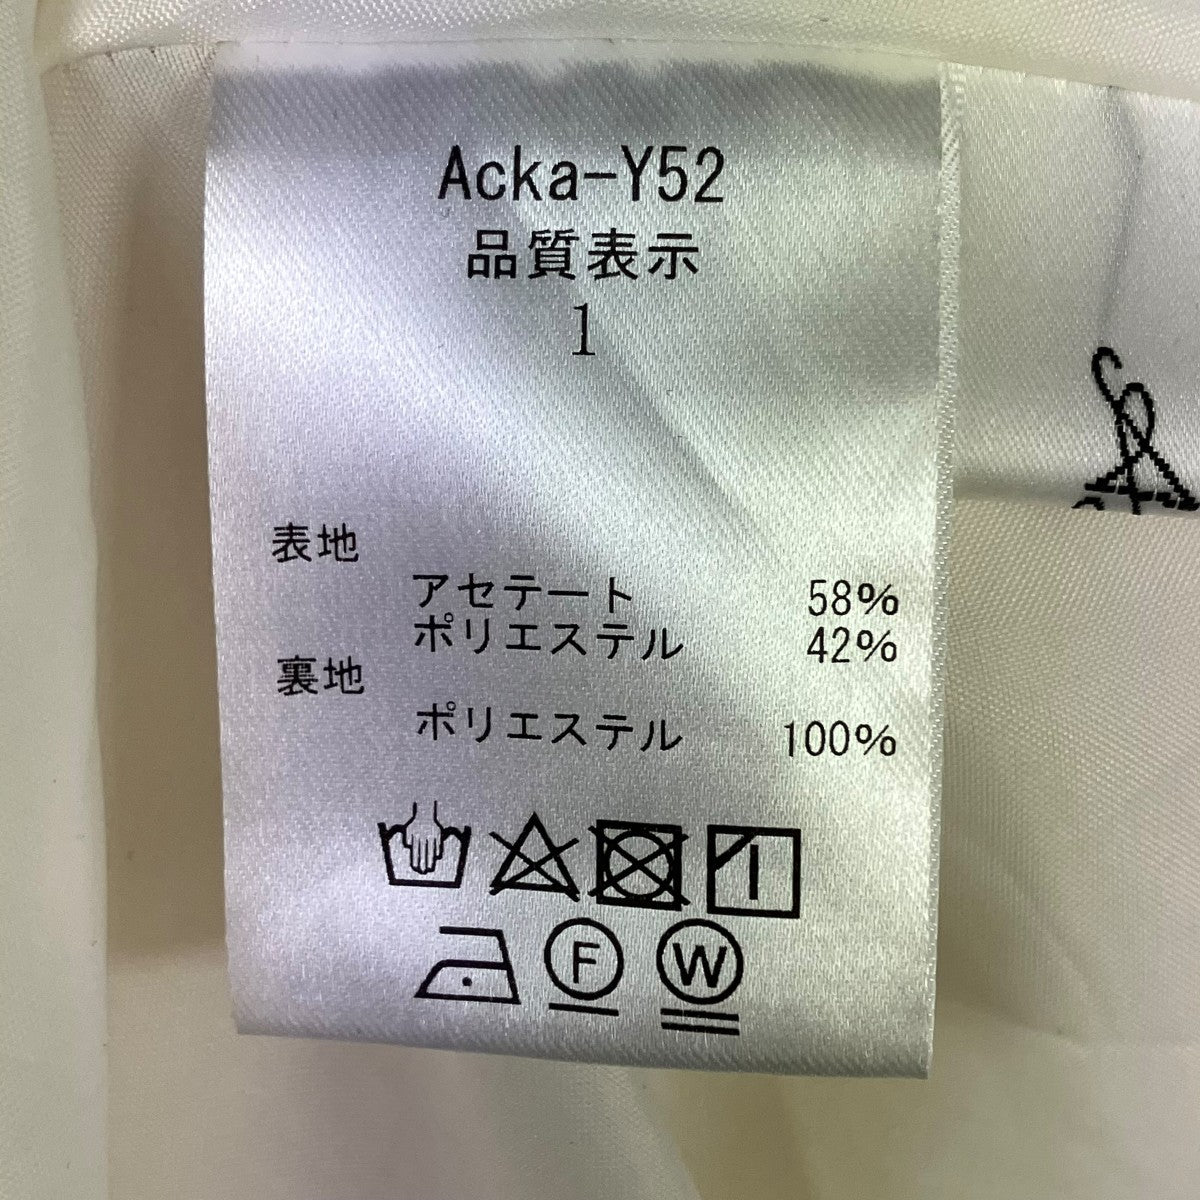 Acka-Y52
品質表示
1
表地
アセテート 58%
ポリエステル 42%
裏地
ポリエステル 100%
F W